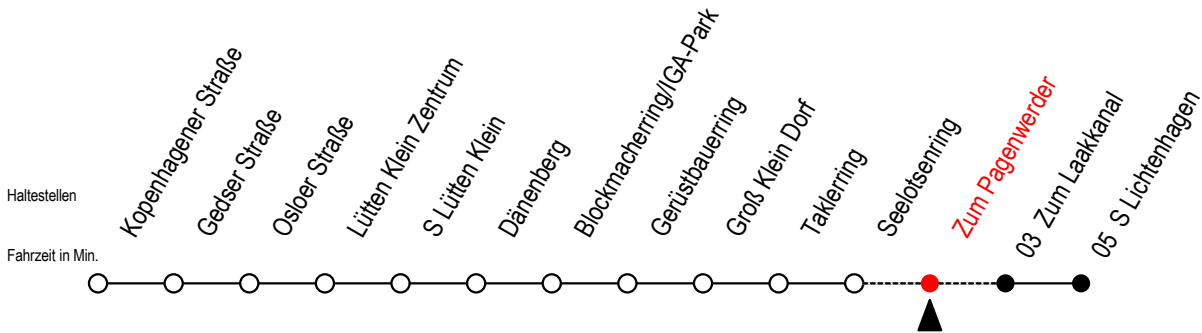 Haltestellen
Fahrzeit in Min.
Kopenhagener Straße
Gedser Straße
Osloer Straße
Lütten Klein Zentrum
S Lütten Klein
Dänenberg
Blockmacherring/IGA-Park
Gerüstbauerring
Groß Klein Dorf
Taklerring
Seelotsenring
Zum Pagenwerder
03 Zum Laakkanal
05 S Lichtenhagen